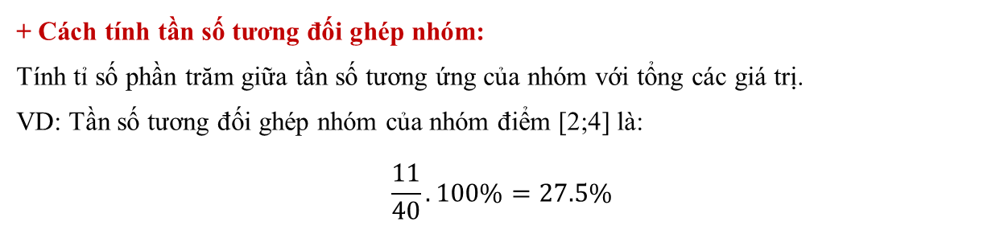 + Cách tính tần số tương đối ghép nhóm:
Tính tỉ số phần trăm giữa tần số tương ứng của nhóm với tổng các giá trị.
VD: Tần số tương đối ghép nhóm của nhóm điểm [2;4] là:
11/40 . 100% = 27.5%